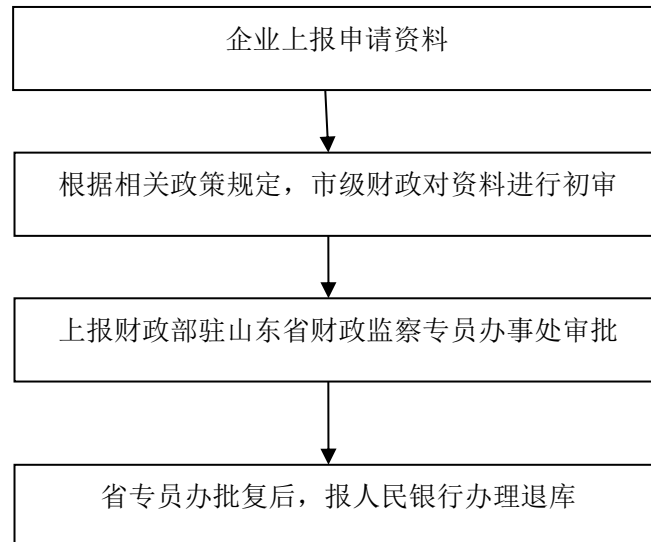 企业上报申请资料
根据相关政策规定，市级财政对资料进行初审
上报财政部驻山东省财政监察专员办事处审批
省专员办批复后，报人民银行办理退库